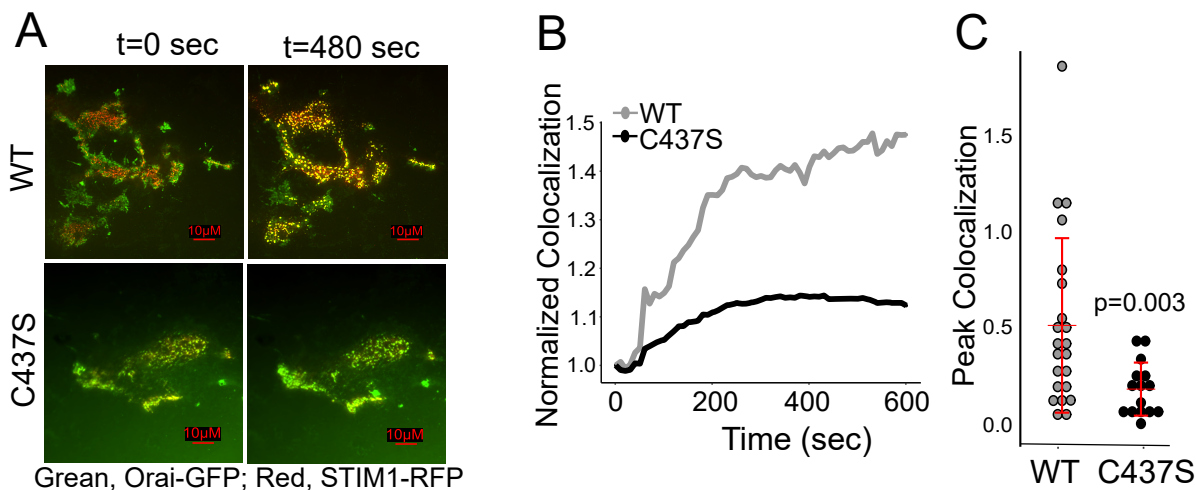 A
t=0 sec t=480 sec
WT
10µM 10µM
C437S
10µM 10µM
Grean, Orai-GFP; Red, STIM1-RFP
B
WT
C437S
Normalized Colocalization
1.5
1.4
1.3
1.2
1.1
1.0
0 200 400 600
Time (sec)
C
Peak Colocalization
1.5
1.0
0.5
0.0
p=0.003
WT C437S